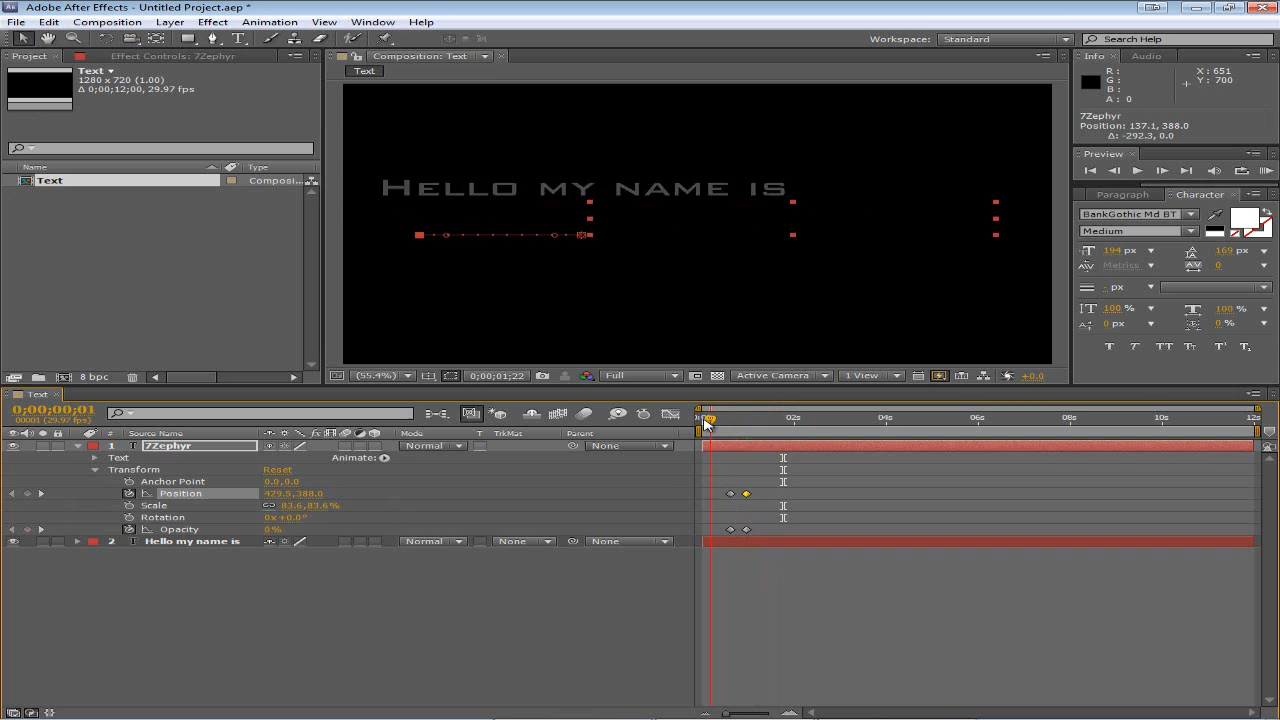 Adobe After Effects - Untitled Project.aep *
File Edit Composition Layer Effect Animation View Window Help
Workspace: Standard Search Help
Project Effect Controls: 7Zephyr Composition: Text Info Audio
Text
1280 x 720 (1.00)
Δ 0;00;12;00, 29.97 fps
Text
R: X: 651
G: Y: 700
B:
A: 0
7Zephyr
Position: 137.1, 388.0
Δ: -292.3, 0.0
Preview
Name Type
Text Composi...
Hello my name is
Paragraph Character
BankGothic Md BT
Medium
194 px 169 px
Metrics 0
- px
100 % 100 %
0 px 0 %
8 bpc
(55.4%) 0;00;01;22 Full Active Camera 1 View +0.0
Text
0;00;00;01
00001 (29.97 fps)
02s 04s 06s 08s 10s 12s
# Source Name Mode T TrkMat Parent
1 T 7Zephyr Normal None
Text Animate:
Transform Reset
Anchor Point 0.0,0.0
Position 429.5,388.0
Scale 83.6,83.6%
Rotation 0x+0.0°
Opacity 0%
2 T Hello my name is Normal None None